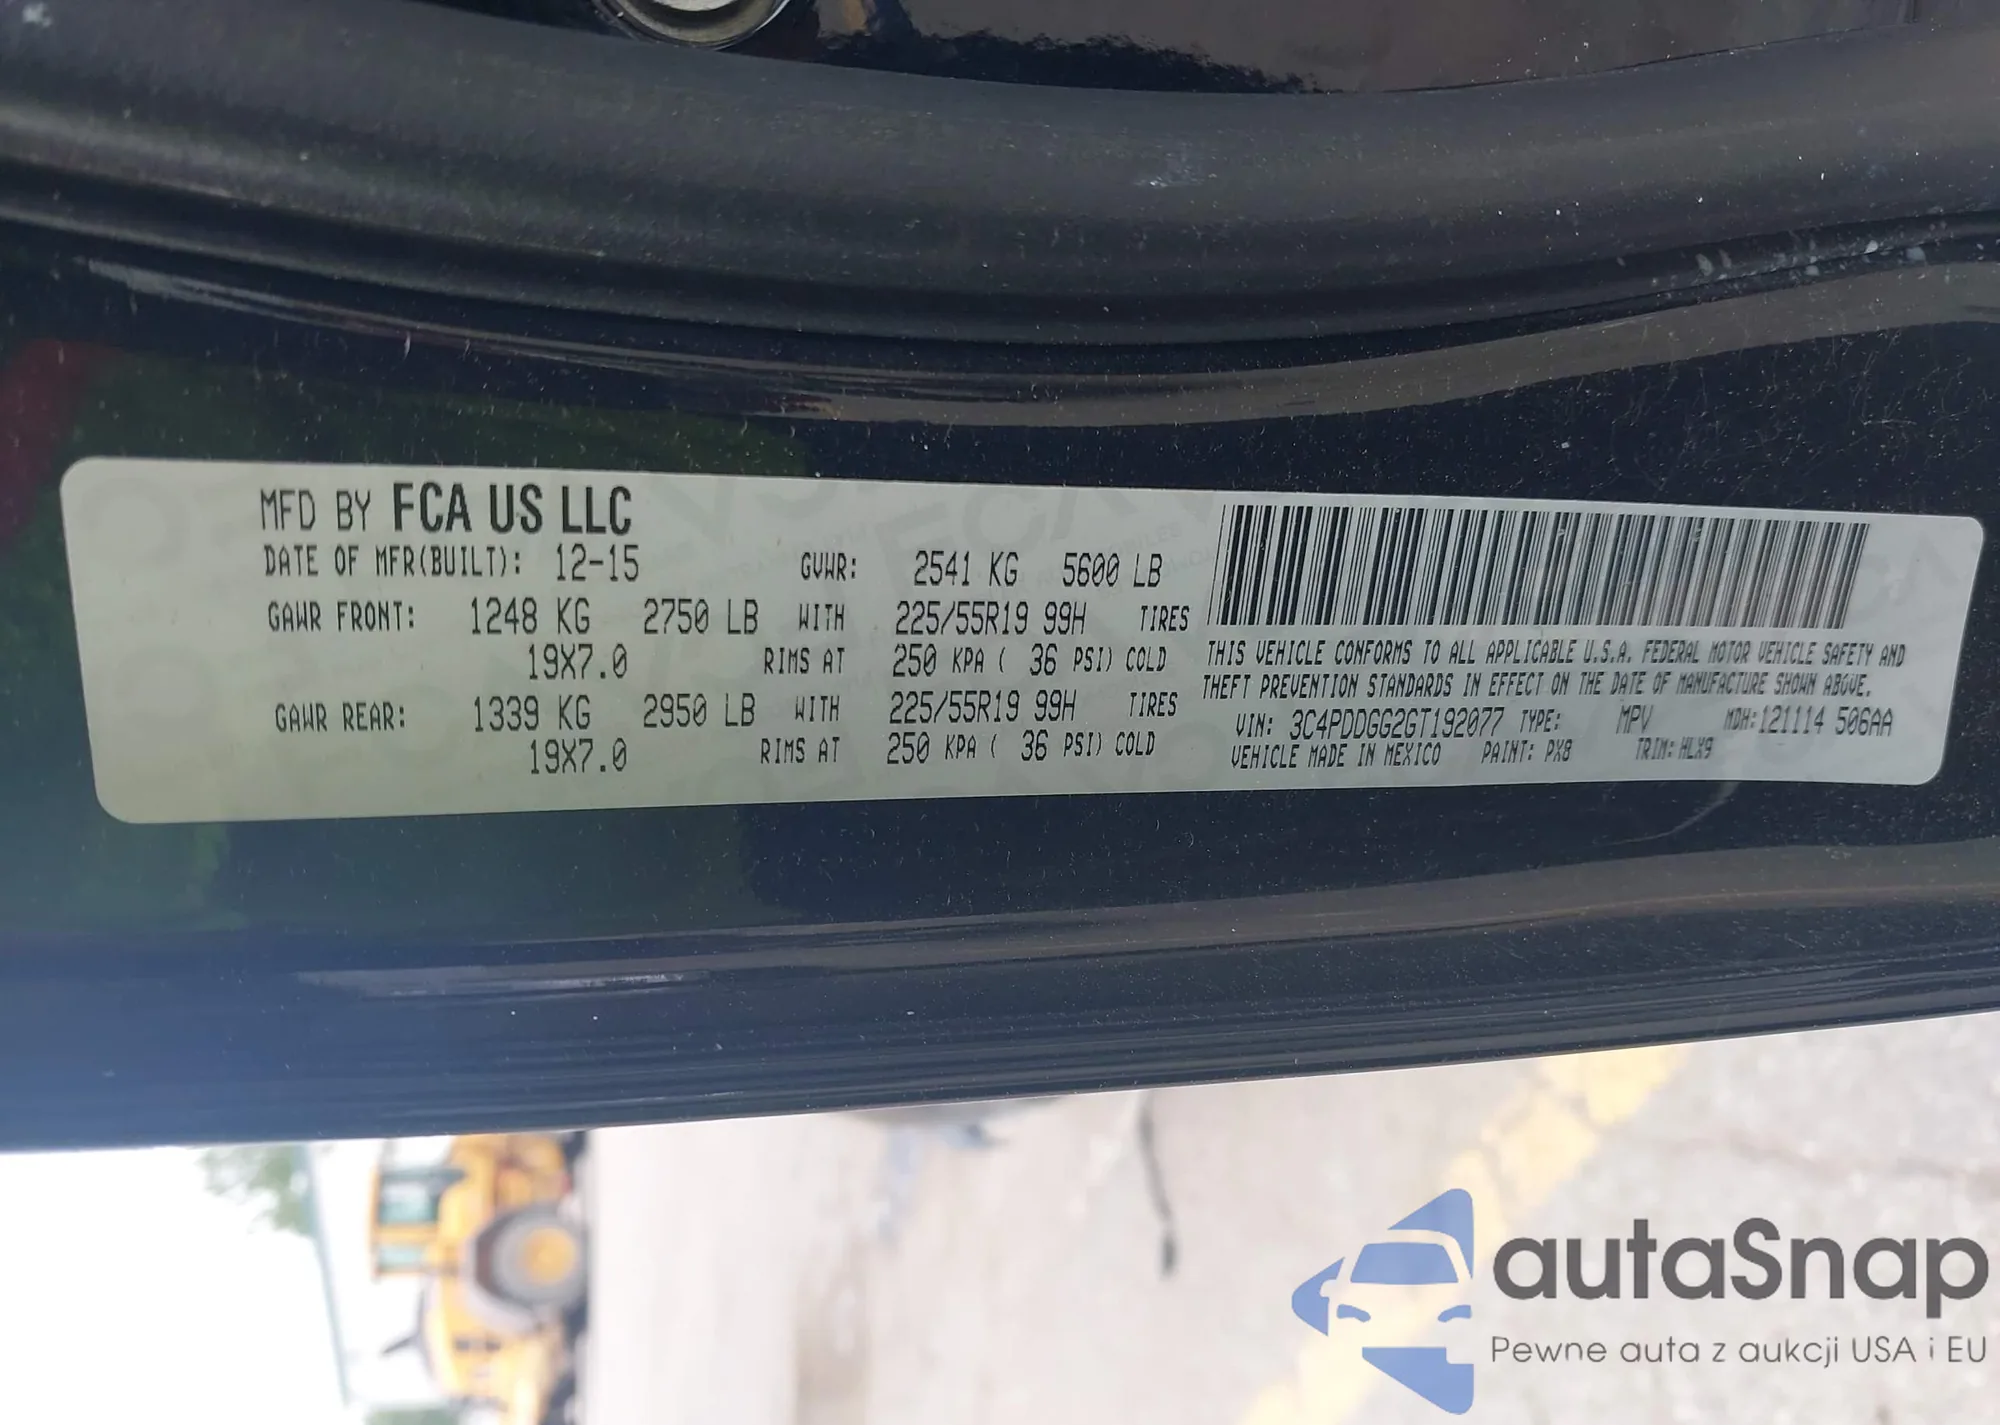 MFD BY FCA US LLC
DATE OF MFR(BUILT): 12-15 GVWR: 2541 KG 5600 LB
GAWR FRONT: 1248 KG 2750 LB WITH 225/55R19 99H TIRES
19X7.0 RIMS AT 250 KPA ( 36 PSI) COLD
GAWR REAR: 1339 KG 2950 LB WITH 225/55R19 99H TIRES
19X7.0 RIMS AT 250 KPA ( 36 PSI) COLD
THIS VEHICLE CONFORMS TO ALL APPLICABLE U.S.A. FEDERAL MOTOR VEHICLE SAFETY AND
THEFT PREVENTION STANDARDS IN EFFECT ON THE DATE OF MANUFACTURE SHOWN ABOVE.
VIN: 3C4PDDGG2GT192077 TYPE: MPV MDH:121114 506AA
VEHICLE MADE IN MEXICO PAINT: PX8 TRIM: HLX9
autaSnap
Pewne auta z aukcji USA i EU